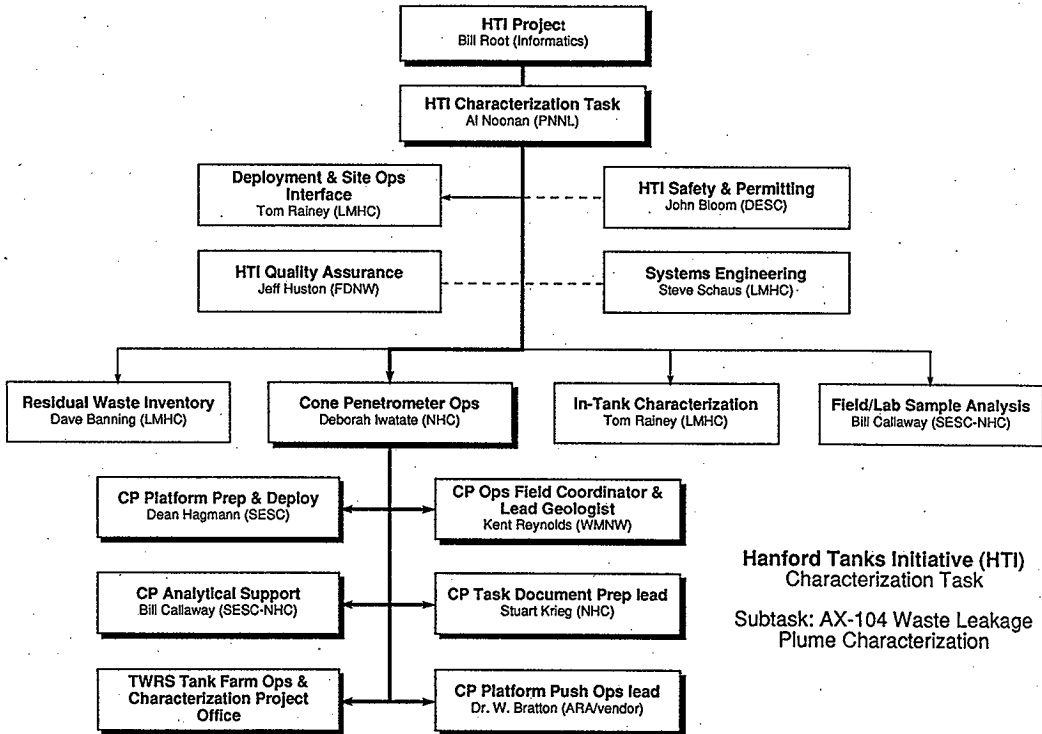 HTI Project
Bill Root (Informatics)
HTI Characterization Task
Al Noonan (PNNL)
Deployment & Site Ops
Interface
Tom Rainey (LMHC)
HTI Safety & Permitting
John Bloom (DESC)
HTI Quality Assurance
Jeff Huston (FDNW)
Systems Engineering
Steve Schaus (LMHC)
Residual Waste Inventory
Dave Banning (LMHC)
Cone Penetrometer Ops
Deborah Iwatate (NHC)
In-Tank Characterization
Tom Rainey (LMHC)
Field/Lab Sample Analysis
Bill Callaway (SESC-NHC)
CP Platform Prep & Deploy
Dean Hagmann (SESC)
CP Ops Field Coordinator &
Lead Geologist
Kent Reynolds (WMNW)
CP Analytical Support
Bill Callaway (SESC-NHC)
CP Task Document Prep lead
Stuart Krieg (NHC)
TWRS Tank Farm Ops &
Characterization Project
Office
CP Platform Push Ops lead
Dr. W. Bratton (ARA/vendor)
Hanford Tanks Initiative (HTI)
Characterization Task
Subtask: AX-104 Waste Leakage
Plume Characterization